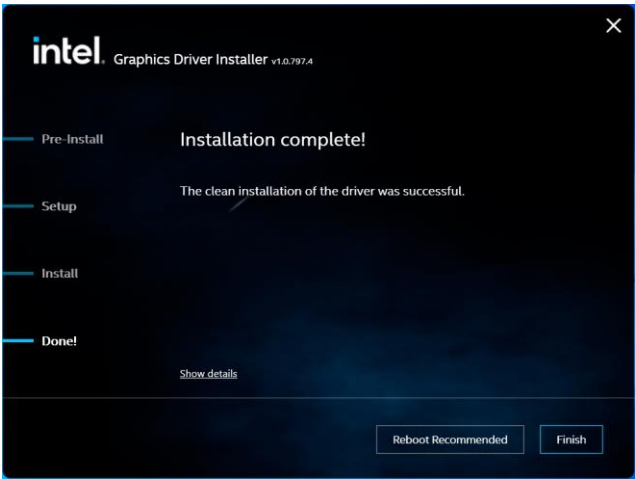 intel. Graphics Driver Installer v1.0.797.4
Pre-Install
Installation complete!
The clean installation of the driver was successful.
Setup
Install
Done!
Show details
Reboot Recommended
Finish